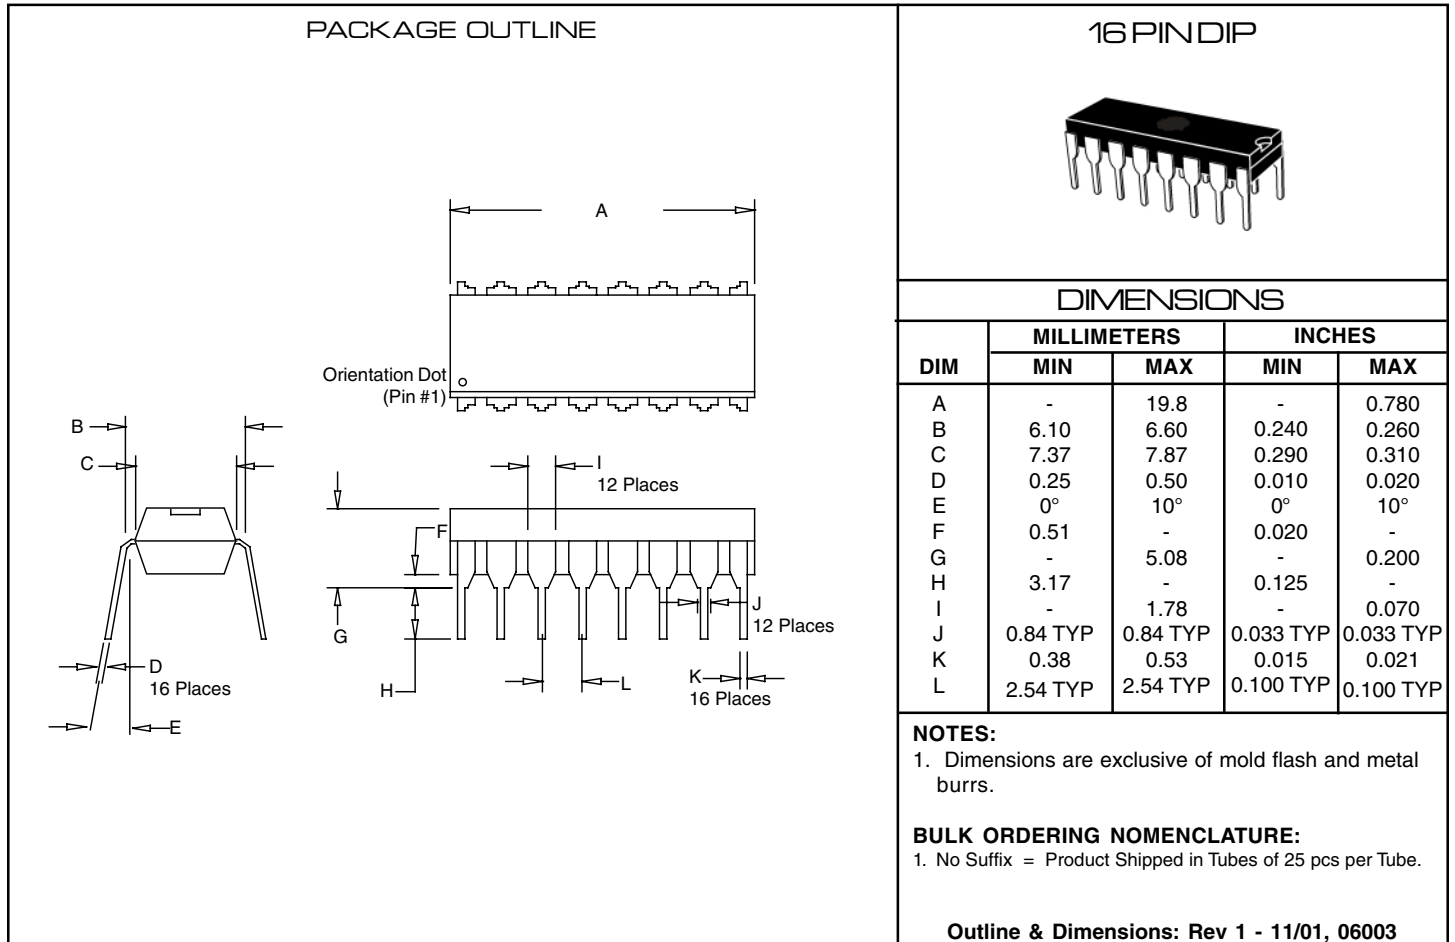 PACKAGE OUTLINE
A
Orientation Dot
(Pin #1)
B
C
I
12 Places
F
G
J
12 Places
H
D
16 Places
L
K
16 Places
E
16 PIN DIP
DIMENSIONS
MILLIMETERS INCHES
DIM MIN MAX MIN MAX
A - 19.8 - 0.780
B 6.10 6.60 0.240 0.260
C 7.37 7.87 0.290 0.310
D 0.25 0.50 0.010 0.020
E 0° 10° 0° 10°
F 0.51 - 0.020 -
G - 5.08 - 0.200
H 3.17 - 0.125 -
I - 1.78 - 0.070
J 0.84 TYP 0.84 TYP 0.033 TYP 0.033 TYP
K 0.38 0.53 0.015 0.021
L 2.54 TYP 2.54 TYP 0.100 TYP 0.100 TYP
NOTES:
1. Dimensions are exclusive of mold flash and metal
burrs.
BULK ORDERING NOMENCLATURE:
1. No Suffix = Product Shipped in Tubes of 25 pcs per Tube.
Outline & Dimensions: Rev 1 - 11/01, 06003